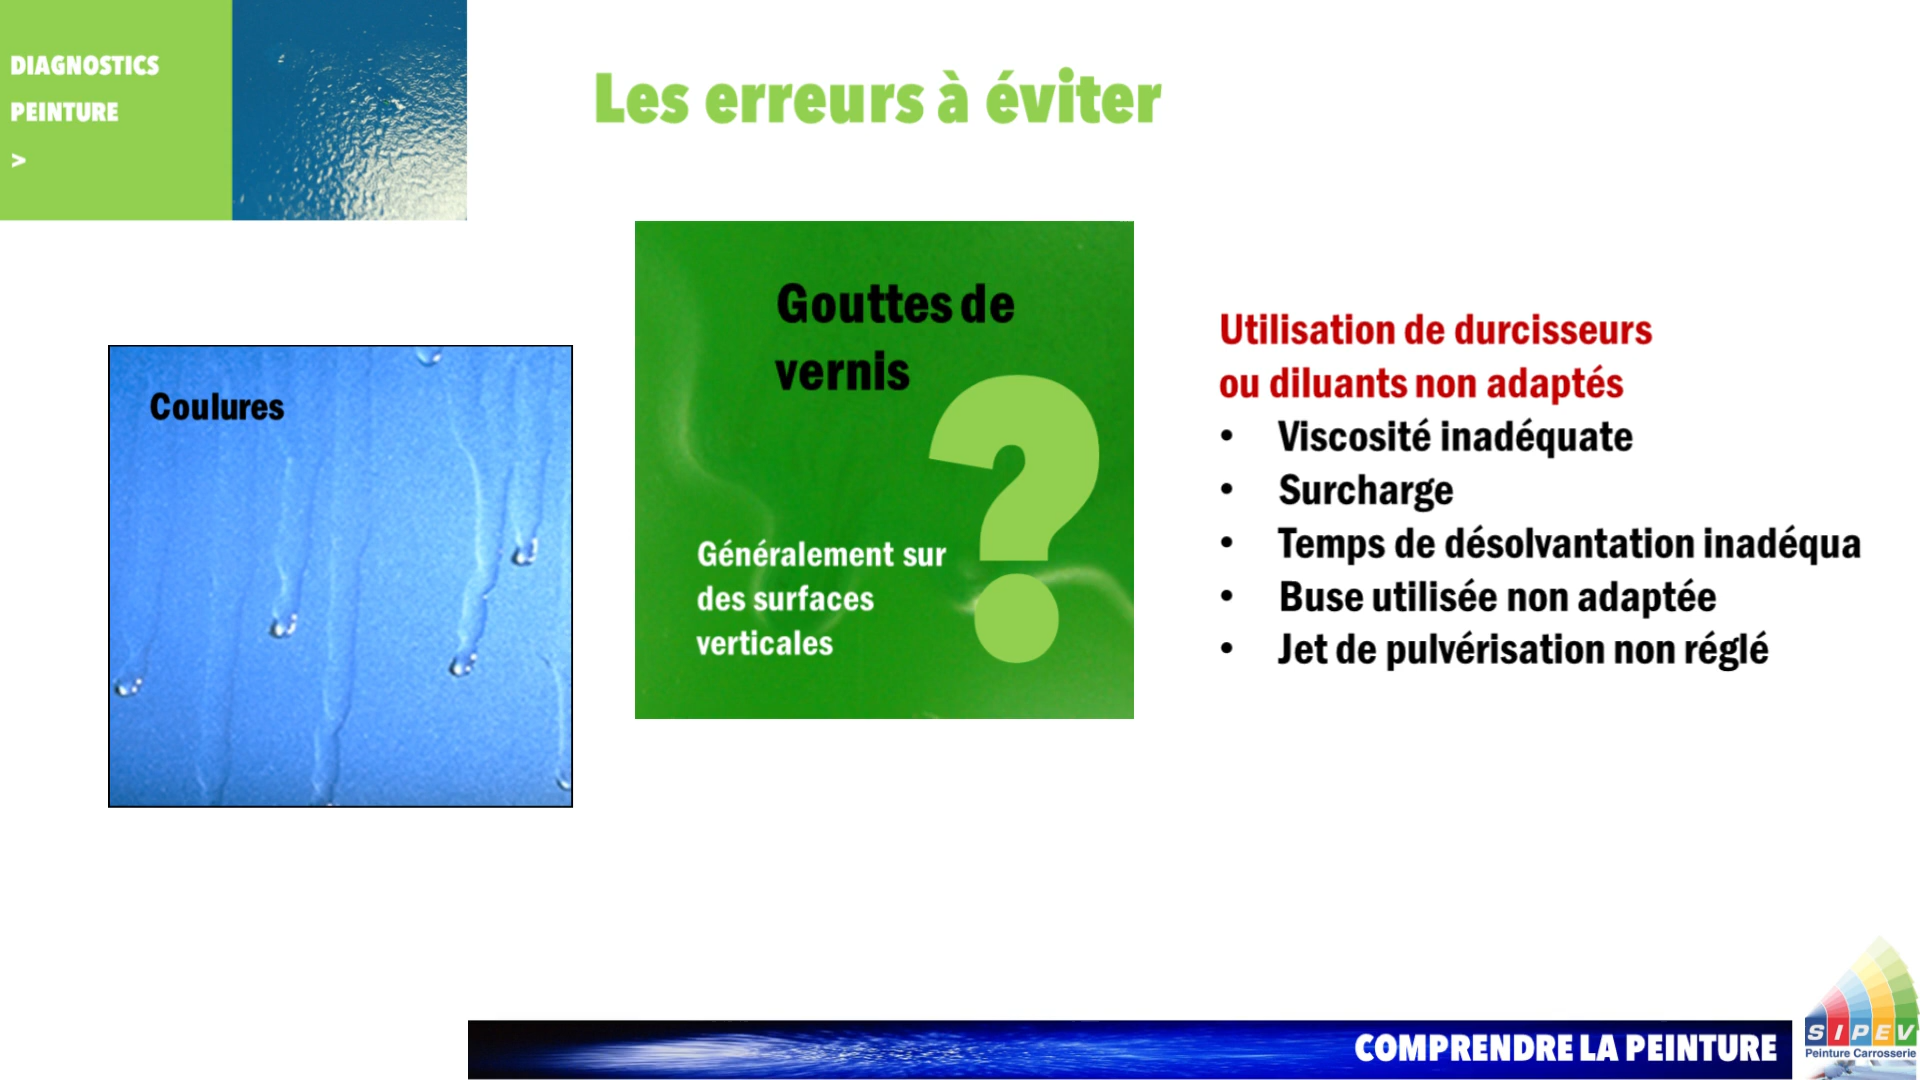 DIAGNOSTICS
PEINTURE
>
Les erreurs à éviter
Coulures
Gouttes de
vernis
?
Généralement sur
des surfaces
verticales
Utilisation de durcisseurs
ou diluants non adaptés
• Viscosité inadéquate
• Surcharge
• Temps de désolvantation inadéqua
• Buse utilisée non adaptée
• Jet de pulvérisation non réglé
COMPRENDRE LA PEINTURE
SIPEV
Peinture Carrosserie